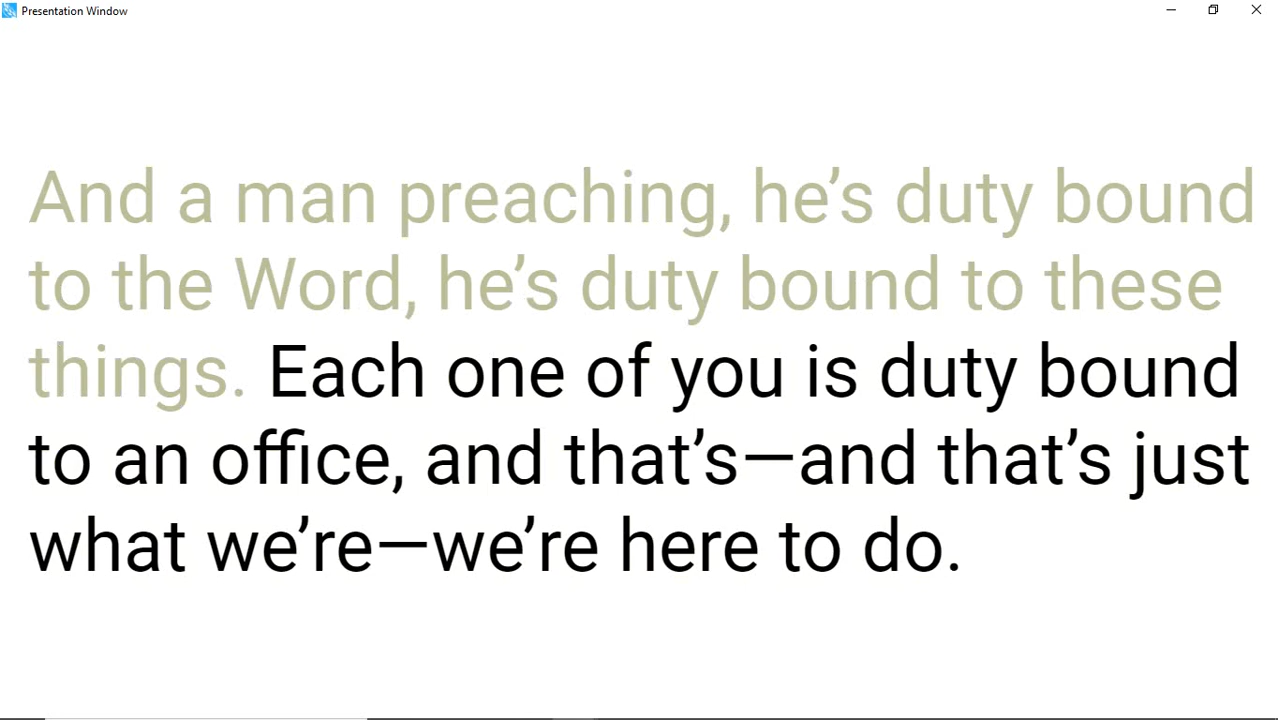 Presentation Window
And a man preaching, he’s duty bound
to the Word, he’s duty bound to these
things. Each one of you is duty bound
to an office, and that’s—and that’s just
what we’re—we’re here to do.